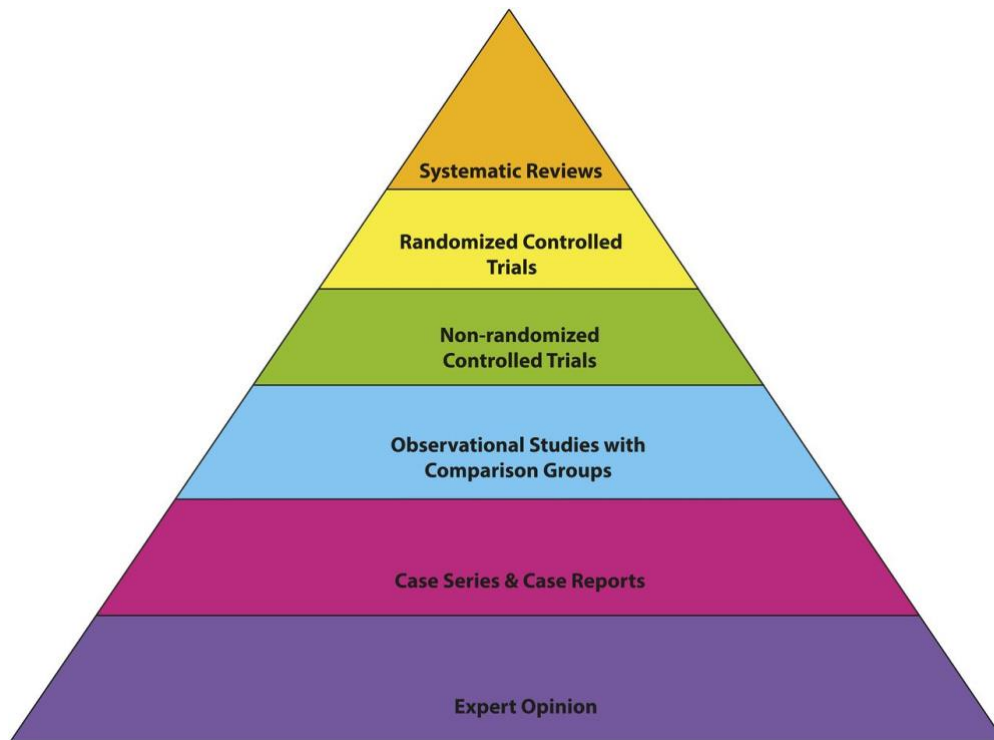 Systematic Reviews
Randomized Controlled
Trials
Non-randomized
Controlled Trials
Observational Studies with
Comparison Groups
Case Series & Case Reports
Expert Opinion